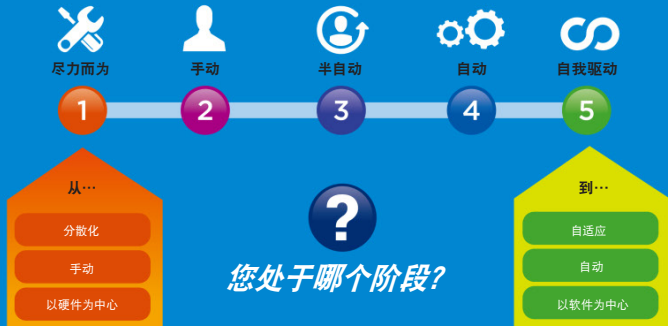 尽力而为
手动
半自动
自动
自我驱动
1
2
3
4
5
从…
分散化
手动
以硬件为中心
?
您处于哪个阶段?
到…
自适应
自动
以软件为中心